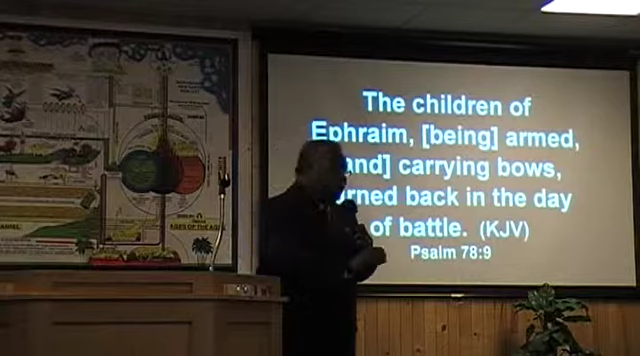 The children of
Ephraim, [being] armed,
and] carrying bows,
rned back in the day
of battle. (KJV)
Psalm 78:9